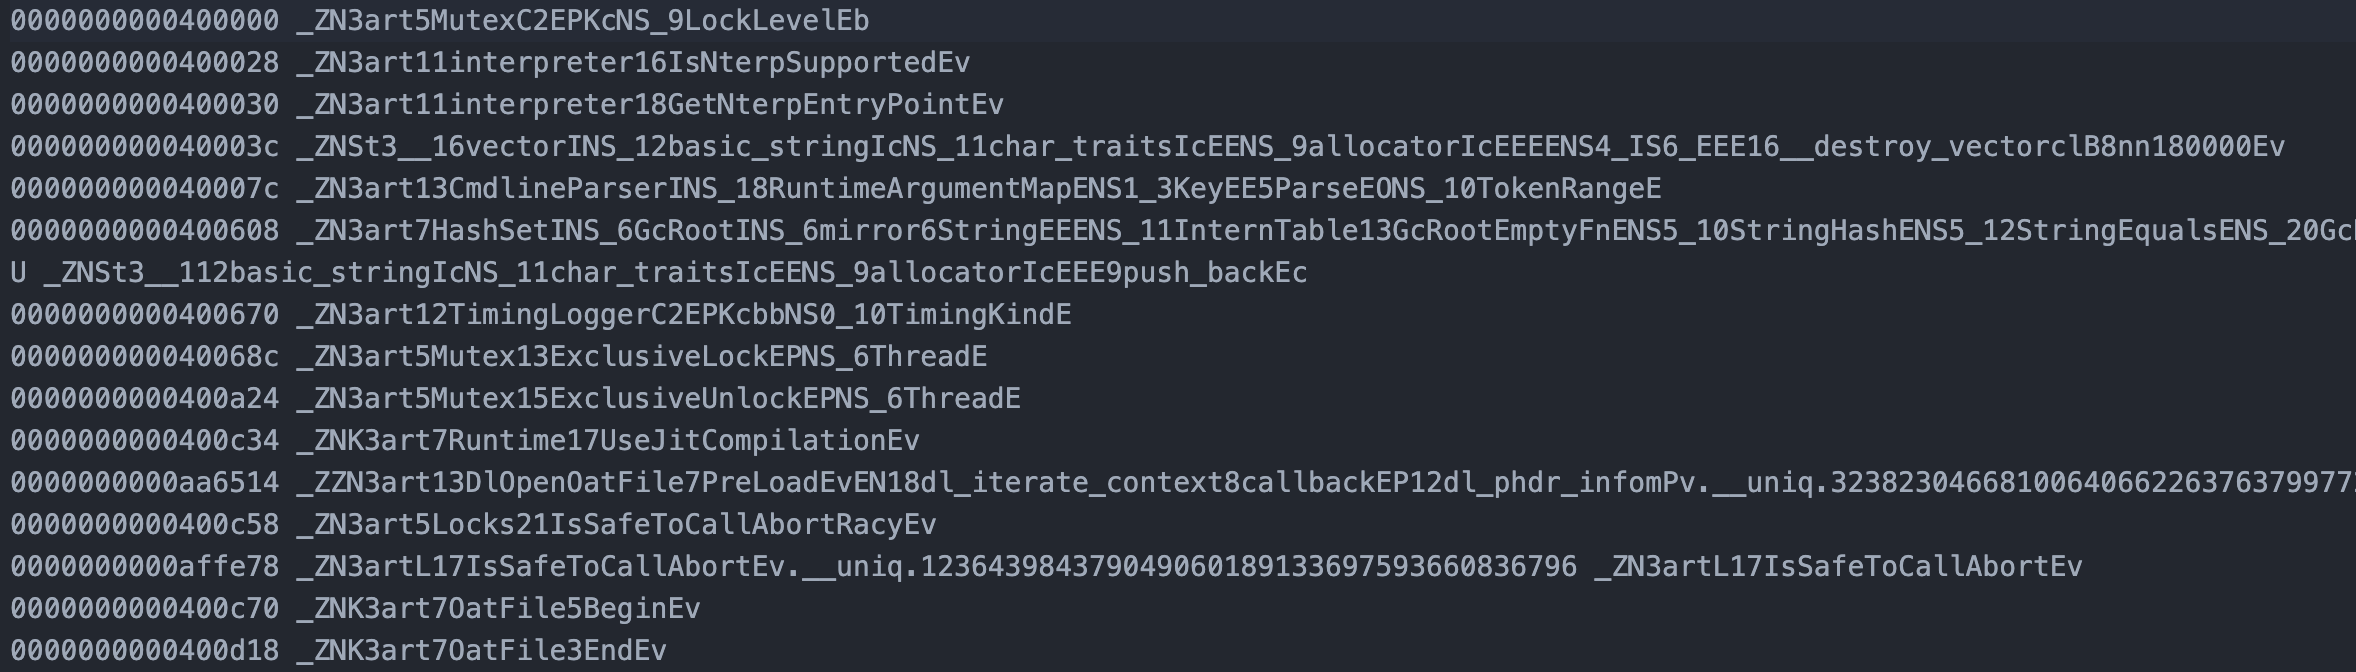 0000000000400000 _ZN3art5MutexC2EPKcNS_9LockLevelEb
0000000000400028 _ZN3art11interpreter16IsNterpSupportedEv
0000000000400030 _ZN3art11interpreter18GetNterpEntryPointEv
000000000040003c _ZNSt3__16vectorINS_12basic_stringIcNS_11char_traitsIcEENS_9allocatorIcEEEENS4_IS6_EEE16__destroy_vectorclB8nn180000Ev
000000000040007c _ZN3art13CmdlineParserINS_18RuntimeArgumentMapENS1_3KeyEE5ParseEONS_10TokenRangeE
0000000000400608 _ZN3art7HashSetINS_6GcRootINS_6mirror6StringEEENS_11InternTable13GcRootEmptyFnENS5_10StringHashENS5_12StringEqualsENS_20Gc
U _ZNSt3__112basic_stringIcNS_11char_traitsIcEENS_9allocatorIcEEE9push_backEc
0000000000400670 _ZN3art12TimingLoggerC2EPKcbbNS0_10TimingKindE
000000000040068c _ZN3art5Mutex13ExclusiveLockEPNS_6ThreadE
0000000000400a24 _ZN3art5Mutex15ExclusiveUnlockEPNS_6ThreadE
0000000000400c34 _ZNK3art7Runtime17UseJitCompilationEv
0000000000aa6514 _ZZN3art13DlOpenOatFile7PreLoadEvEN18dl_iterate_context8callbackEP12dl_phdr_infomPv.__uniq.3238230466810064066226376379977
0000000000400c58 _ZN3art5Locks21IsSafeToCallAbortRacyEv
0000000000affe78 _ZN3artL17IsSafeToCallAbortEv.__uniq.123643984379049060189133697593660836796 _ZN3artL17IsSafeToCallAbortEv
0000000000400c70 _ZNK3art7OatFile5BeginEv
0000000000400d18 _ZNK3art7OatFile3EndEv